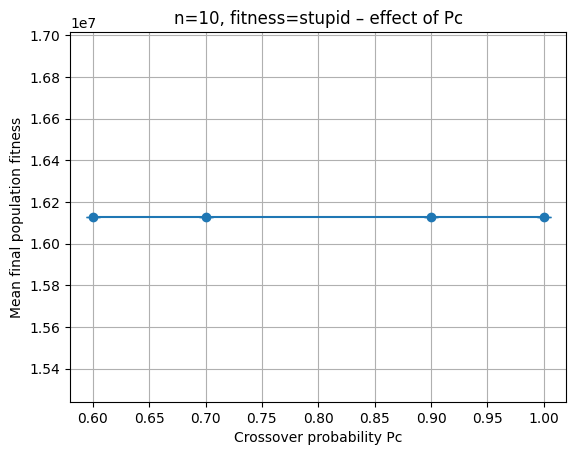 n=10, fitness=stupid – effect of Pc
1e7
1.70
1.68
1.66
1.64
1.62
1.60
1.58
1.56
1.54
Mean final population fitness
0.60 0.65 0.70 0.75 0.80 0.85 0.90 0.95 1.00
Crossover probability Pc